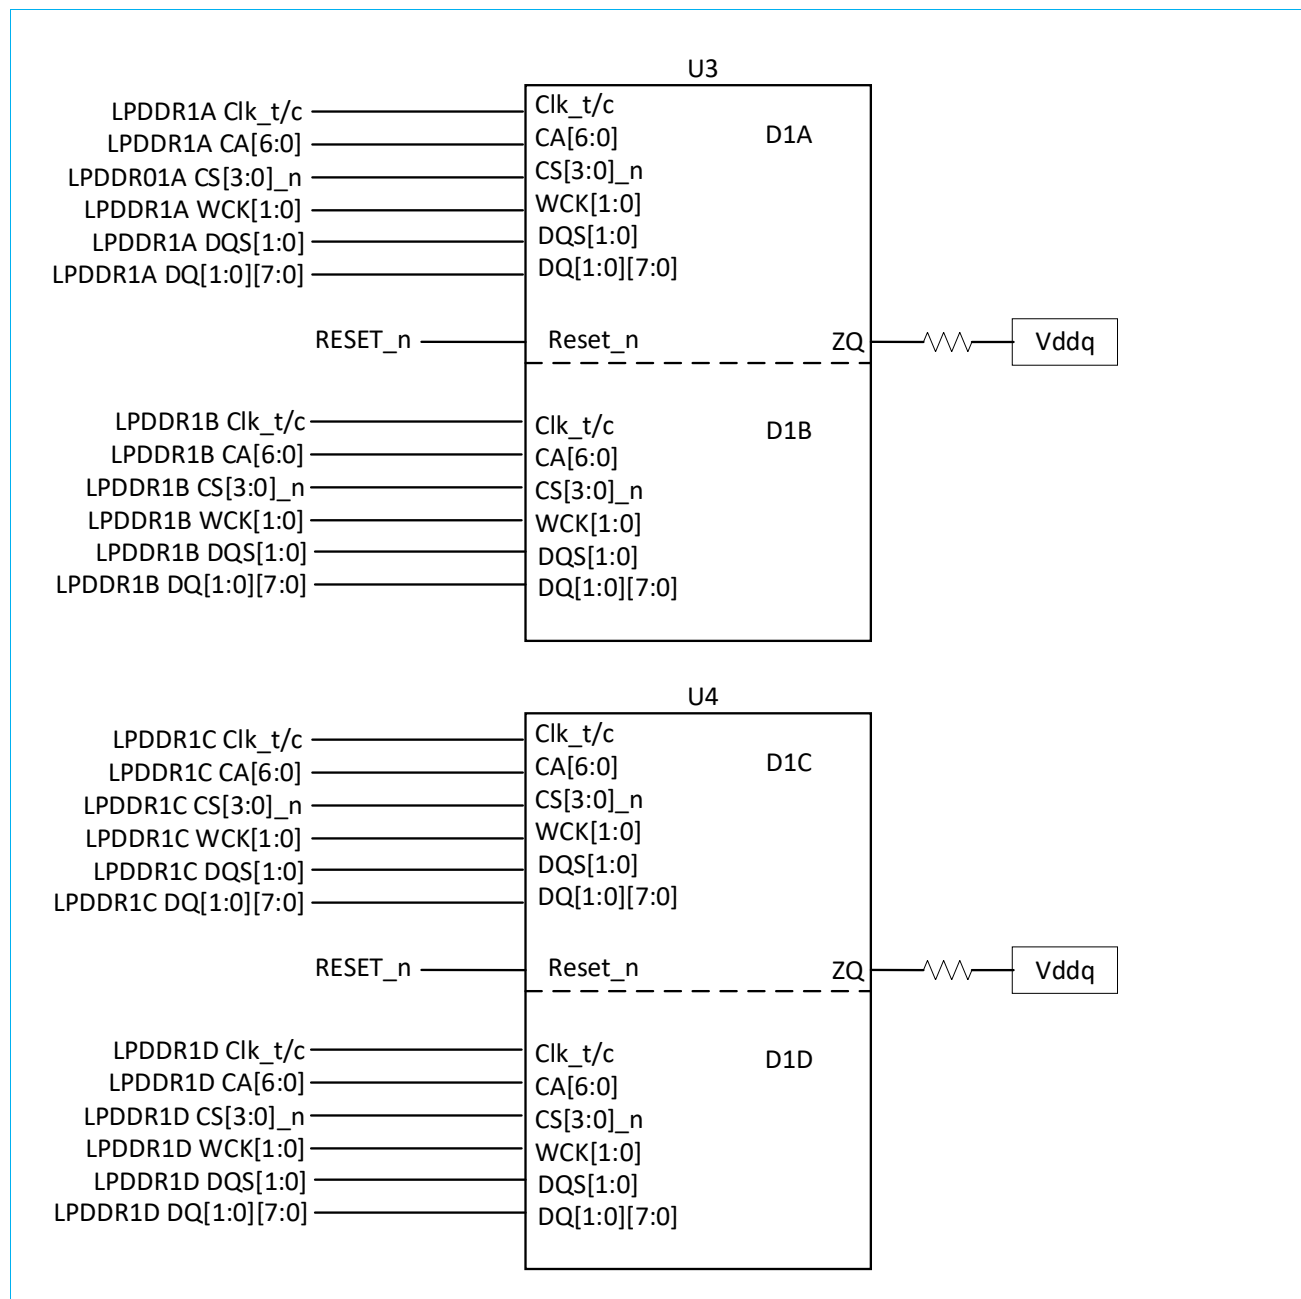 U3
LPDDR1A Clk_t/c Clk_t/c
D1A
LPDDR1A CA[6:0] CA[6:0]
LPDDR01A CS[3:0]_n CS[3:0]_n
LPDDR1A WCK[1:0] WCK[1:0]
LPDDR1A DQS[1:0] DQS[1:0]
LPDDR1A DQ[1:0][7:0] DQ[1:0][7:0]
RESET_n Reset_n ZQ Vddq
LPDDR1B Clk_t/c Clk_t/c D1B
LPDDR1B CA[6:0] CA[6:0]
LPDDR1B CS[3:0]_n CS[3:0]_n
LPDDR1B WCK[1:0] WCK[1:0]
LPDDR1B DQS[1:0] DQS[1:0]
LPDDR1B DQ[1:0][7:0] DQ[1:0][7:0]
U4
LPDDR1C Clk_t/c Clk_t/c
LPDDR1C CA[6:0] CA[6:0] D1C
LPDDR1C CS[3:0]_n CS[3:0]_n
LPDDR1C WCK[1:0] WCK[1:0]
LPDDR1C DQS[1:0] DQS[1:0]
LPDDR1C DQ[1:0][7:0] DQ[1:0][7:0]
RESET_n Reset_n ZQ Vddq
LPDDR1D Clk_t/c Clk_t/c D1D
LPDDR1D CA[6:0] CA[6:0]
LPDDR1D CS[3:0]_n CS[3:0]_n
LPDDR1D WCK[1:0] WCK[1:0]
LPDDR1D DQS[1:0] DQS[1:0]
LPDDR1D DQ[1:0][7:0] DQ[1:0][7:0]